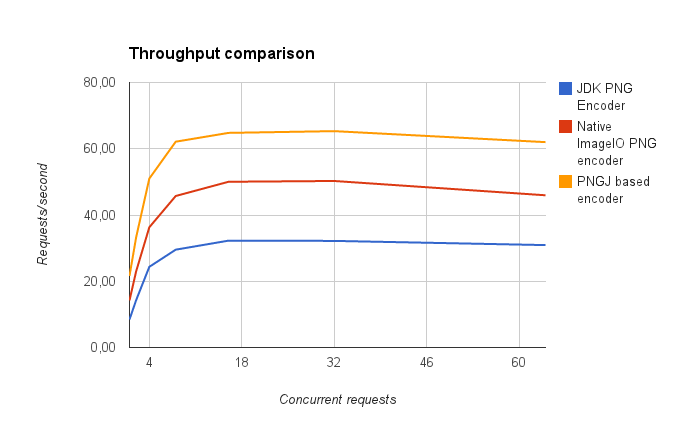 Throughput comparison
80,00
60,00
40,00
20,00
0,00
Requests/second
4 18 32 46 60
Concurrent requests
JDK PNG
Encoder
Native
ImageIO PNG
encoder
PNGJ based
encoder